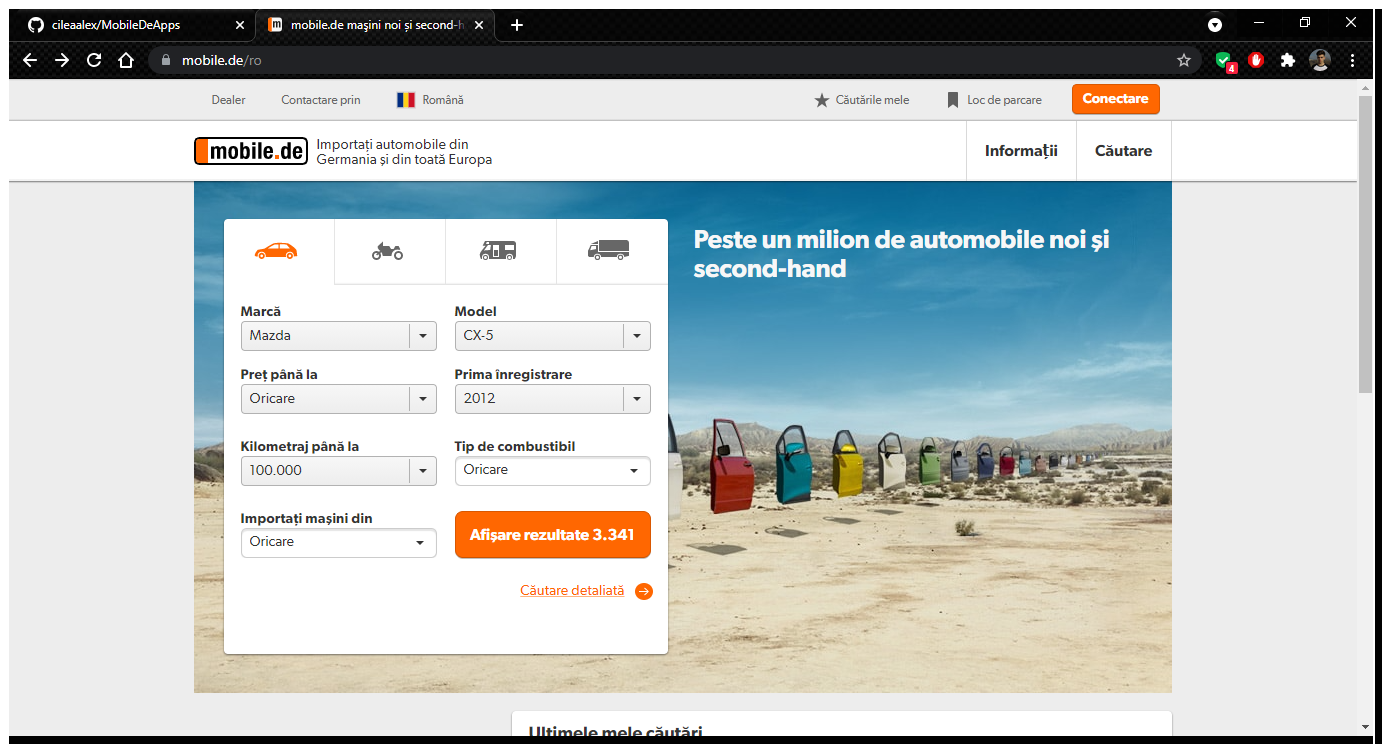 cileaalex/MobileDeApps
mobile.de mașini noi și second-h
mobile.de/ro
4
Dealer
Contactare prin
Română
Căutările mele
Loc de parcare
Conectare
mobile.de
Importați automobile din
Germania și din toată Europa
Informații
Căutare
Peste un milion de automobile noi și
second-hand
Marcă
Model
Mazda
CX-5
Preț până la
Prima înregistrare
Oricare
2012
Kilometraj până la
Tip de combustibil
100.000
Oricare
Importați mașini din
Oricare
Afișare rezultate 3.341
Căutare detaliată
Ultimele mele căutări